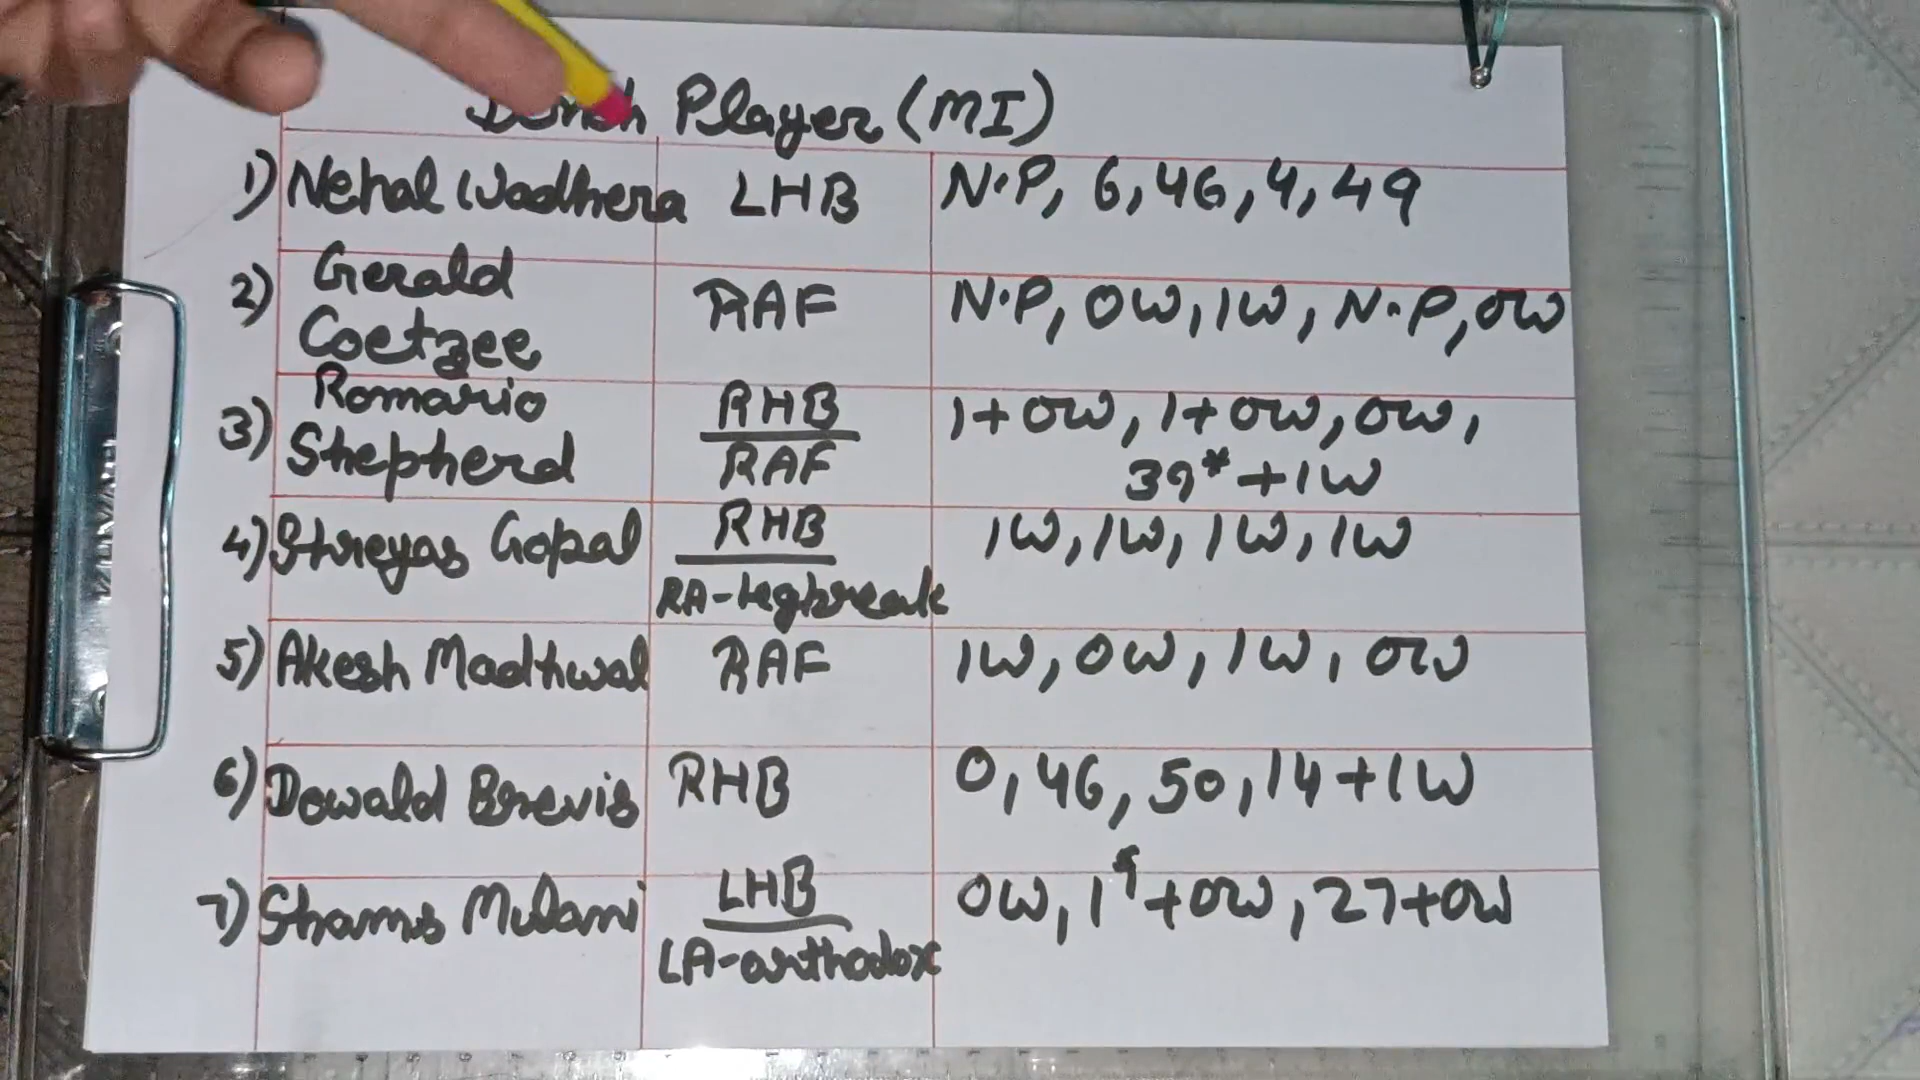 Bench Player (MI)
1) Nehal Wadhera LHB N.P, 6, 46, 4, 49
2) Gerald Coetzee RAF N.P, 0W, 1W, N.P, 0W
3) Romario Shepherd RHB RAF 1+0W, 1+0W, 0W,
39*+1W
4) Shreyas Gopal RHB RA-legbreak 1W, 1W, 1W, 1W
5) Akesh Madhwal RAF 1W, 0W, 1W, 0W
6) Dowald Brevis RHB 0, 46, 50, 14+1W
7) Shams Mulani LHB LA-orthodox 0W, 1*+0W, 27+0W